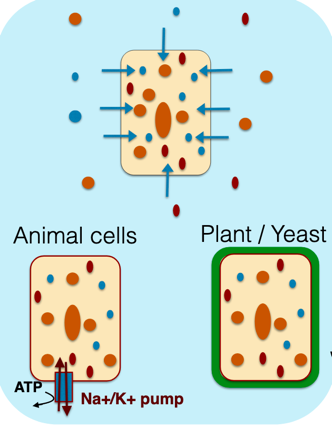 Animal cells
Plant / Yeast
ATP
Na+/K+ pump